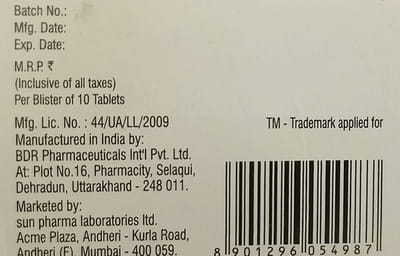 Batch No.:
Mfg. Date:
Exp. Date:
M.R.P. ₹
(Inclusive of all taxes)
Per Blister of 10 Tablets
Mfg. Lic. No. : 44/UA/LL/2009
TM - Trademark applied for
Manufactured in India by:
BDR Pharmaceuticals Int'l Pvt. Ltd.
At: Plot No.16, Pharmacity, Selaqui,
Dehradun, Uttarakhand - 248 011.
Marketed by:
sun pharma laboratories ltd.
Acme Plaza, Andheri - Kurla Road,
Andheri (E), Mumbai - 400 059.
8 901296 054987